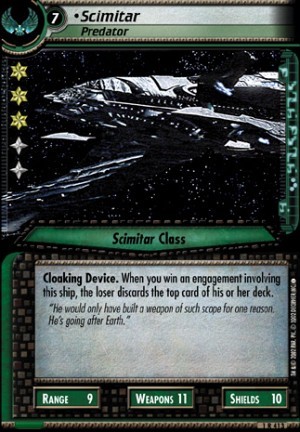 7
•Scimitar
Predator
Scimitar Class
Cloaking Device. When you win an engagement involving
this ship, the loser discards the top card of his or her deck.
"He would only have built a weapon of such scope for one reason.
He's going after Earth."
RANGE 9
WEAPONS 11
SHIELDS 10
1 R 413